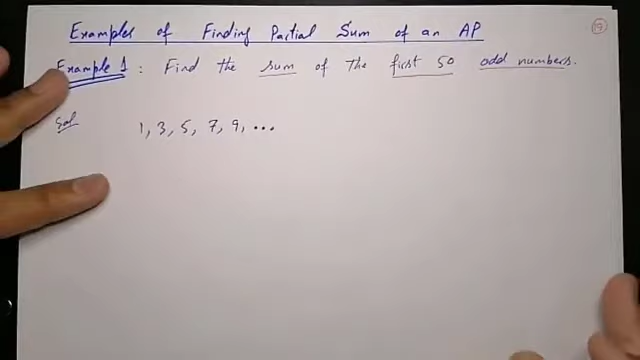 Examples of Finding Partial Sum of an AP
Example 1 : Find the sum of the first 50 odd numbers.
Sol
1, 3, 5, 7, 9, ...